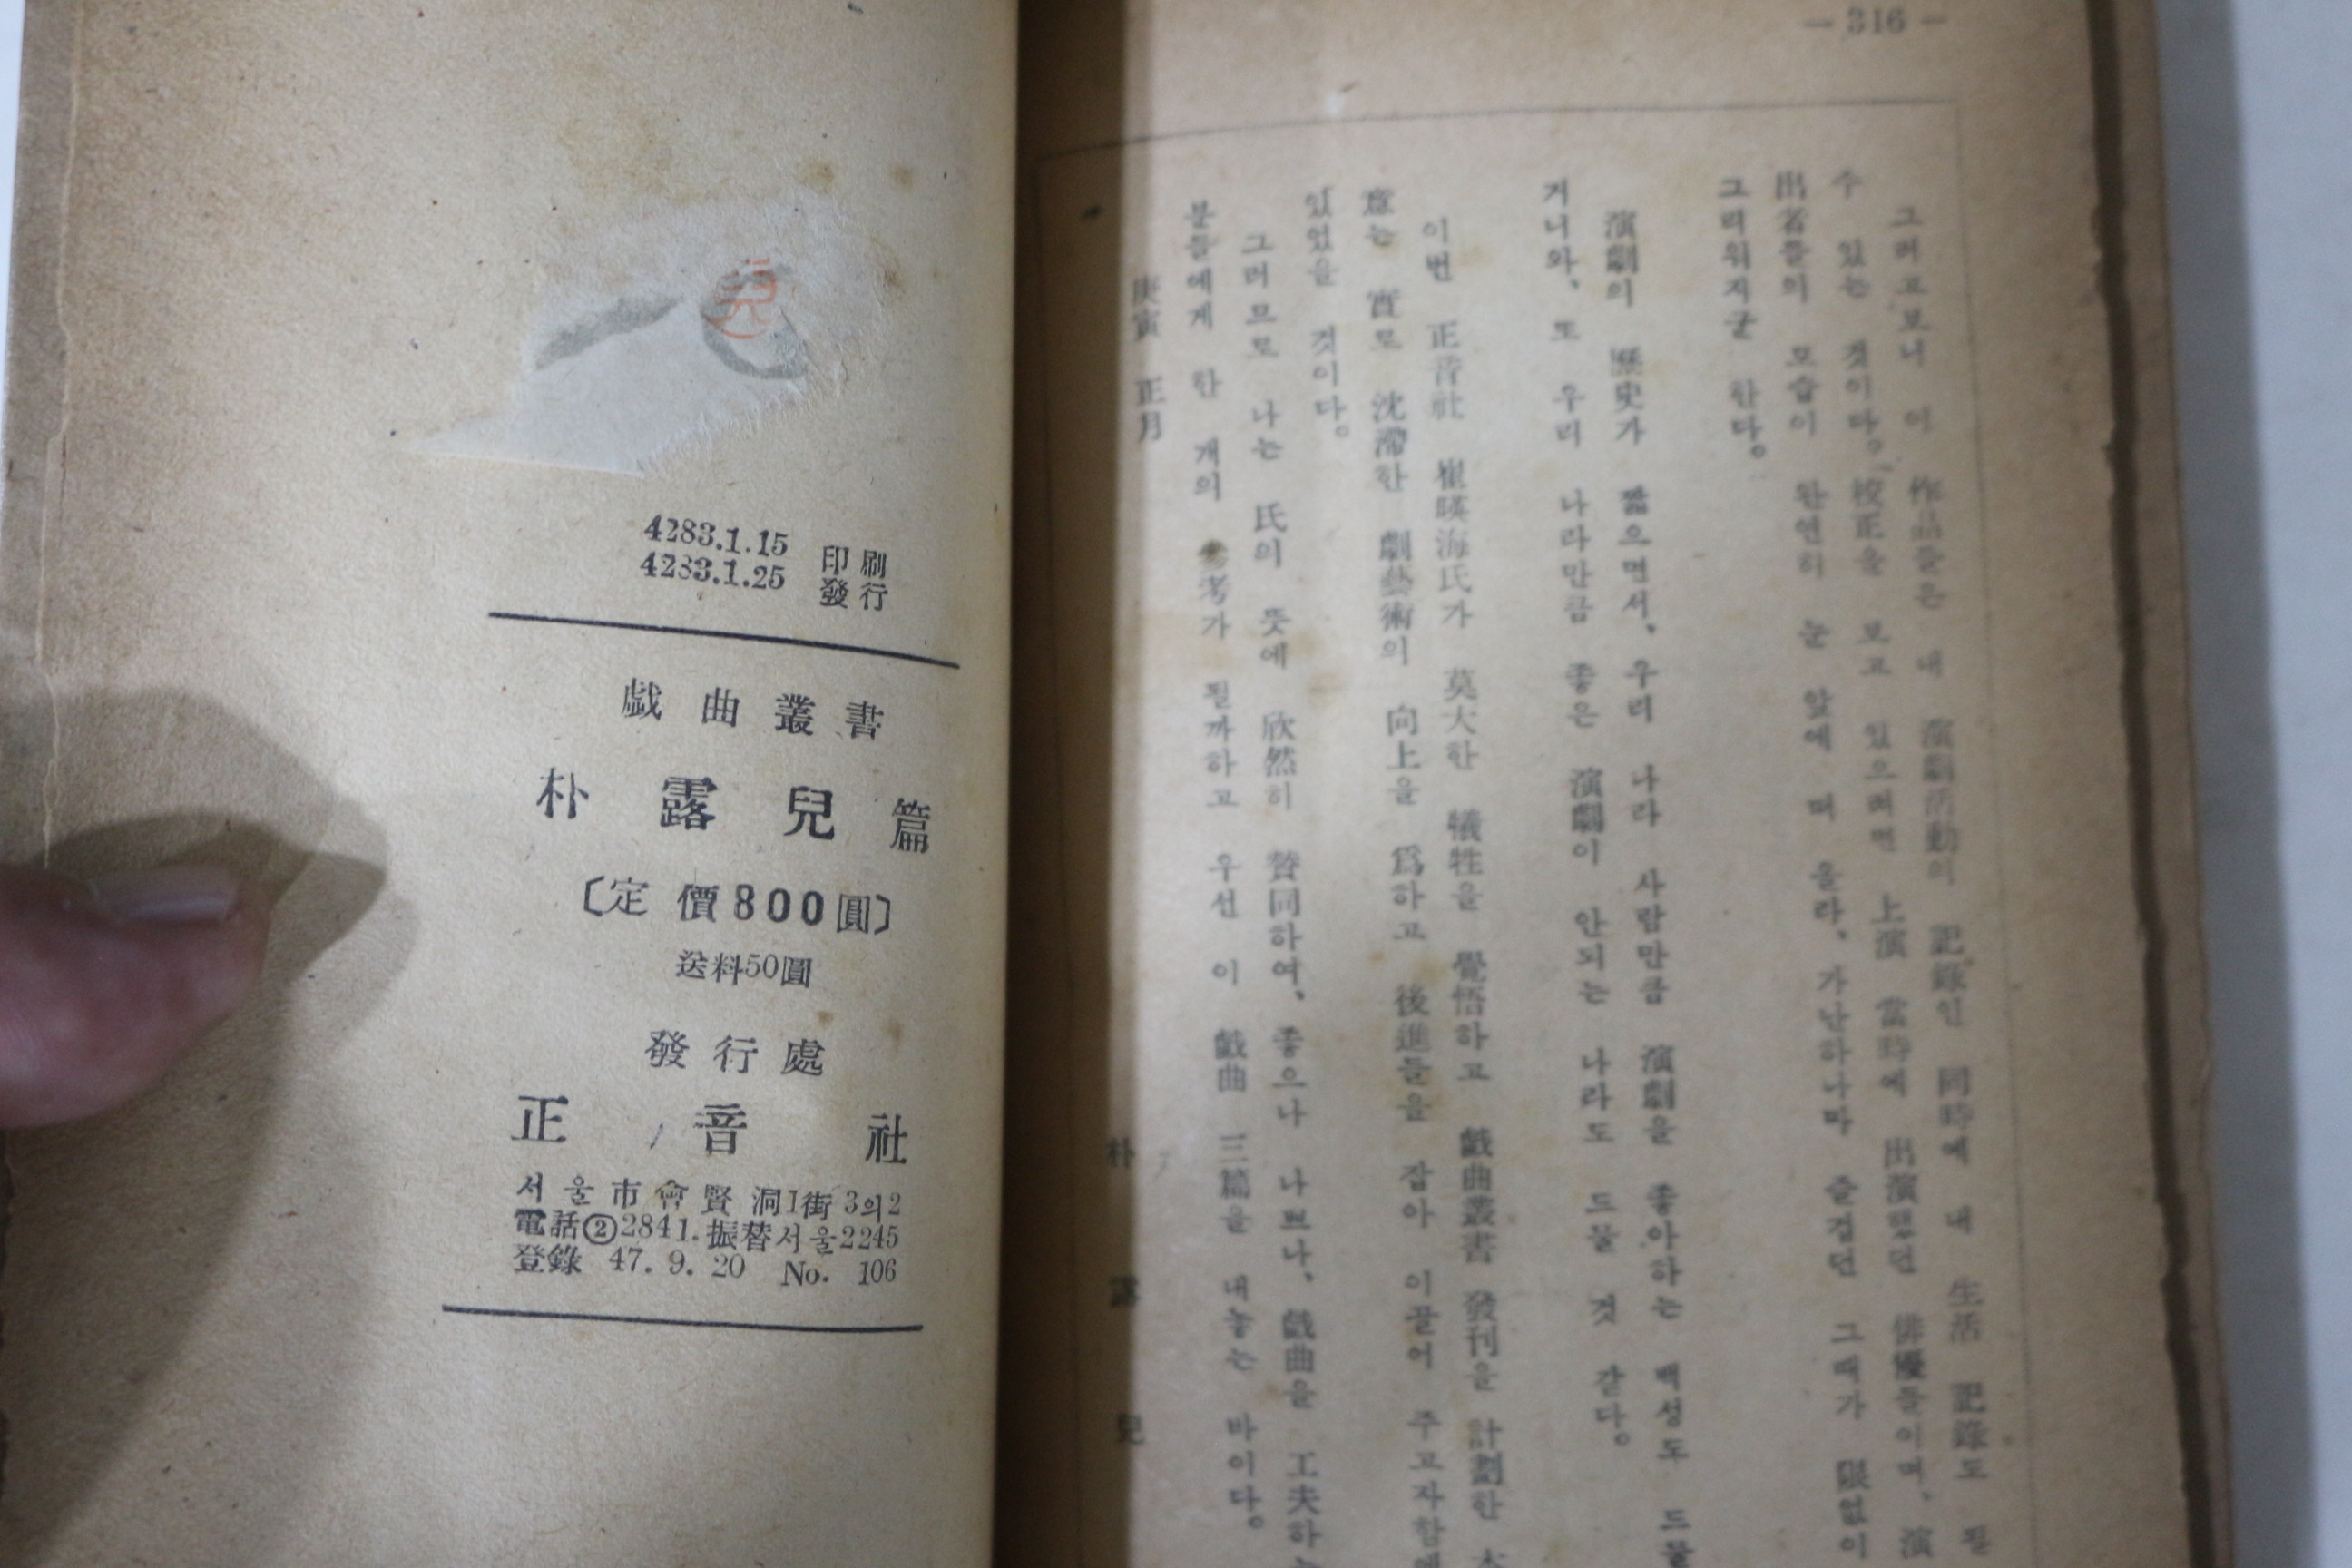 4283.1.15 印刷
4283.1.25 發行
戱曲叢書
朴露兒篇
〔定價800圓〕
送料50圓
發行處
正音社
서울市會賢洞1街3의2
電話②2841.振替서울2245
登錄 47.9.20 No. 106
— 316 —
그러고보니 이 作品들은 내 演劇活動의 記錄인 同時에 내 生活 記錄도 될
수 있는 것이다。校正을 보고 있으려면 上演 當時에 出演했던 俳優들이며、演
出者들의 모습이 완연히 눈 앞에 떠 올라、가난하나마 즐겁던 그때가 限없이
그리워지군 한다。
演劇의 歷史가 짧으면서、우리 나라 사람만큼 演劇을 좋아하는 백성도 드물
거니와、또 우리 나라만큼 좋은 演劇이 안되는 나라도 드물 것 같다。
이번 正音社 崔暎海氏가 莫大한 犧牲을 覺悟하고 戱曲叢書 發刊을 計劃한 本
意는 實로 沈滯한 劇藝術의 向上을 爲하고 後進들을 잡아 이끌어 주고자함에
있었을 것이다。
그러므로 나는 氏의 뜻에 欣然히 贊同하여、좋으나 나쁘나、戱曲을 工夫하는
분들에게 한 개의 參考가 될까하고 우선 이 戱曲 三篇을 내놓는 바이다。
庚寅 正月
朴露兒